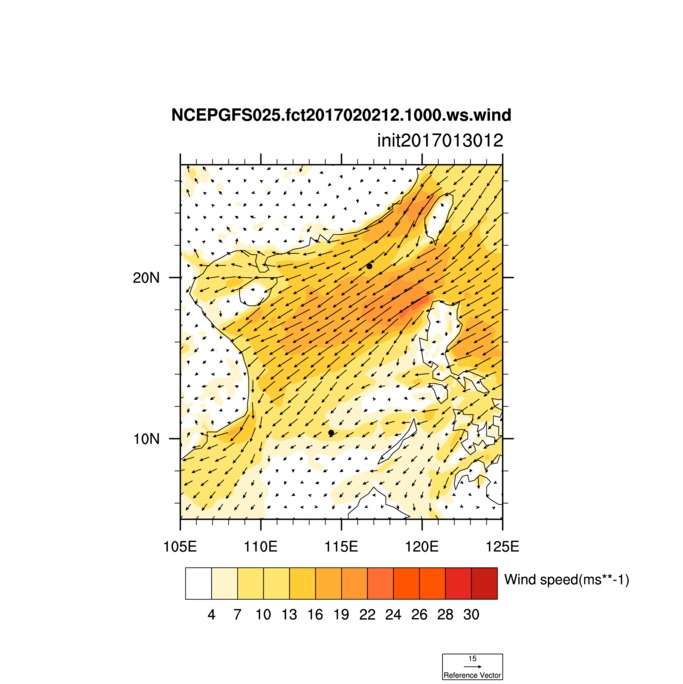 NCEPGFS025.fct2017020212.1000.ws.wind
init2017013012
20N
10N
105E 110E 115E 120E 125E
Wind speed(ms**-1)
4 7 10 13 16 19 22 24 26 28 30
15
Reference Vector